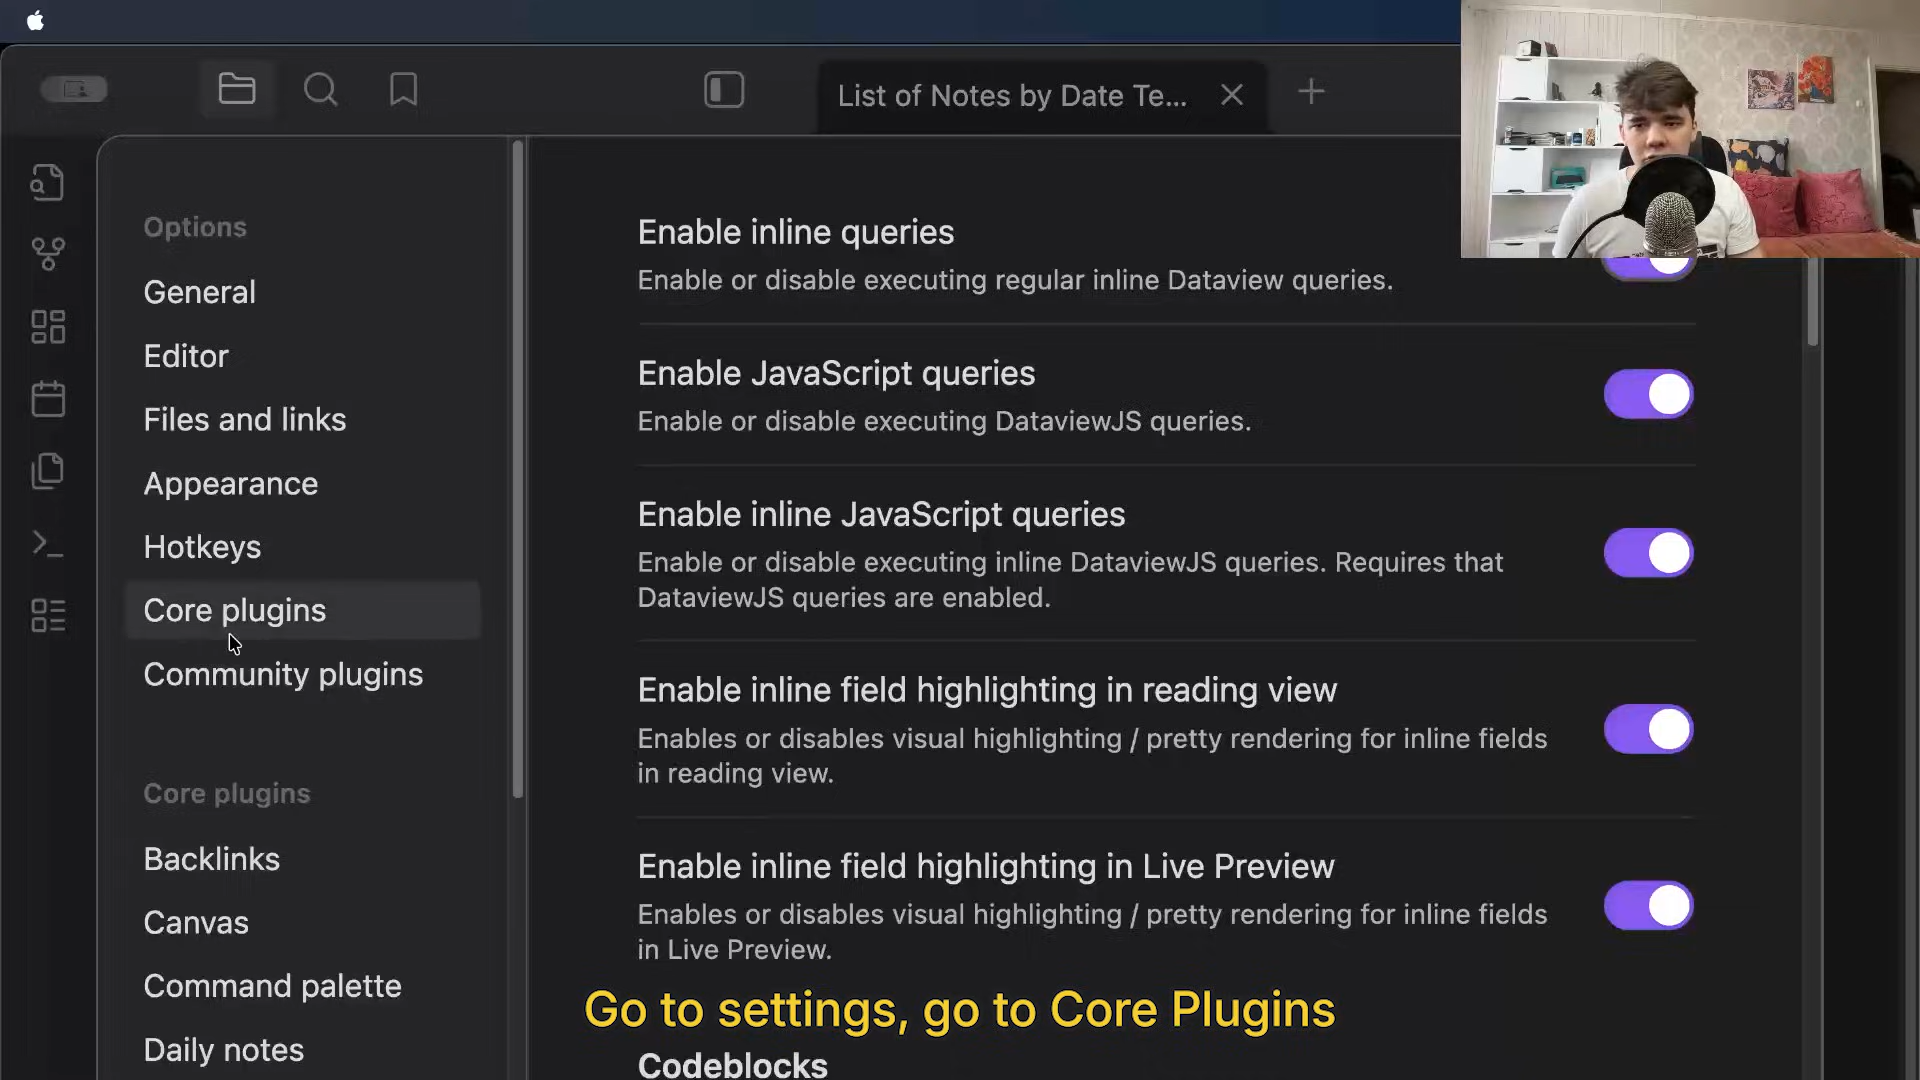 List of Notes by Date Te...
Options
General
Editor
Files and links
Appearance
Hotkeys
Core plugins
Community plugins
Core plugins
Backlinks
Canvas
Command palette
Daily notes
Enable inline queries
Enable or disable executing regular inline Dataview queries.
Enable JavaScript queries
Enable or disable executing DataviewJS queries.
Enable inline JavaScript queries
Enable or disable executing inline DataviewJS queries. Requires that
DataviewJS queries are enabled.
Enable inline field highlighting in reading view
Enables or disables visual highlighting / pretty rendering for inline fields
in reading view.
Enable inline field highlighting in Live Preview
Enables or disables visual highlighting / pretty rendering for inline fields
in Live Preview.
Go to settings, go to Core Plugins
Codeblocks